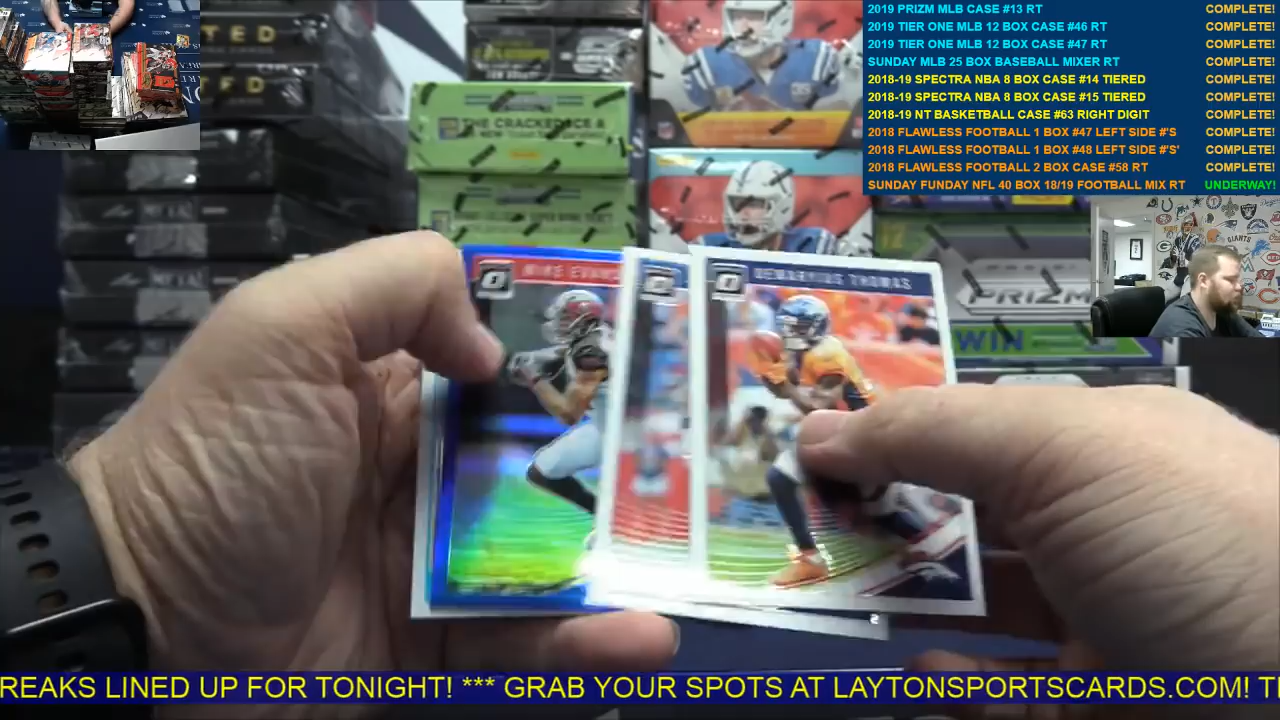 2019 PRIZM MLB CASE #13 RT COMPLETE!
2019 TIER ONE MLB 12 BOX CASE #46 RT COMPLETE!
2019 TIER ONE MLB 12 BOX CASE #47 RT COMPLETE!
SUNDAY MLB 25 BOX BASEBALL MIXER RT COMPLETE!
2018-19 SPECTRA NBA 8 BOX CASE #14 TIERED COMPLETE!
2018-19 SPECTRA NBA 8 BOX CASE #15 TIERED COMPLETE!
2018-19 NT BASKETBALL CASE #63 RIGHT DIGIT COMPLETE!
2018 FLAWLESS FOOTBALL 1 BOX #47 LEFT SIDE #'S COMPLETE!
2018 FLAWLESS FOOTBALL 1 BOX #48 LEFT SIDE #'S' COMPLETE!
2018 FLAWLESS FOOTBALL 2 BOX CASE #58 RT COMPLETE!
SUNDAY FUNDAY NFL 40 BOX 18/19 FOOTBALL MIX RT UNDERWAY!
MIKE EVANS
DEMARYIUS THOMAS
PRIZM
WIN
GIANTS
REAKS LINED UP FOR TONIGHT! *** GRAB YOUR SPOTS AT LAYTONSPORTSCARDS.COM! T